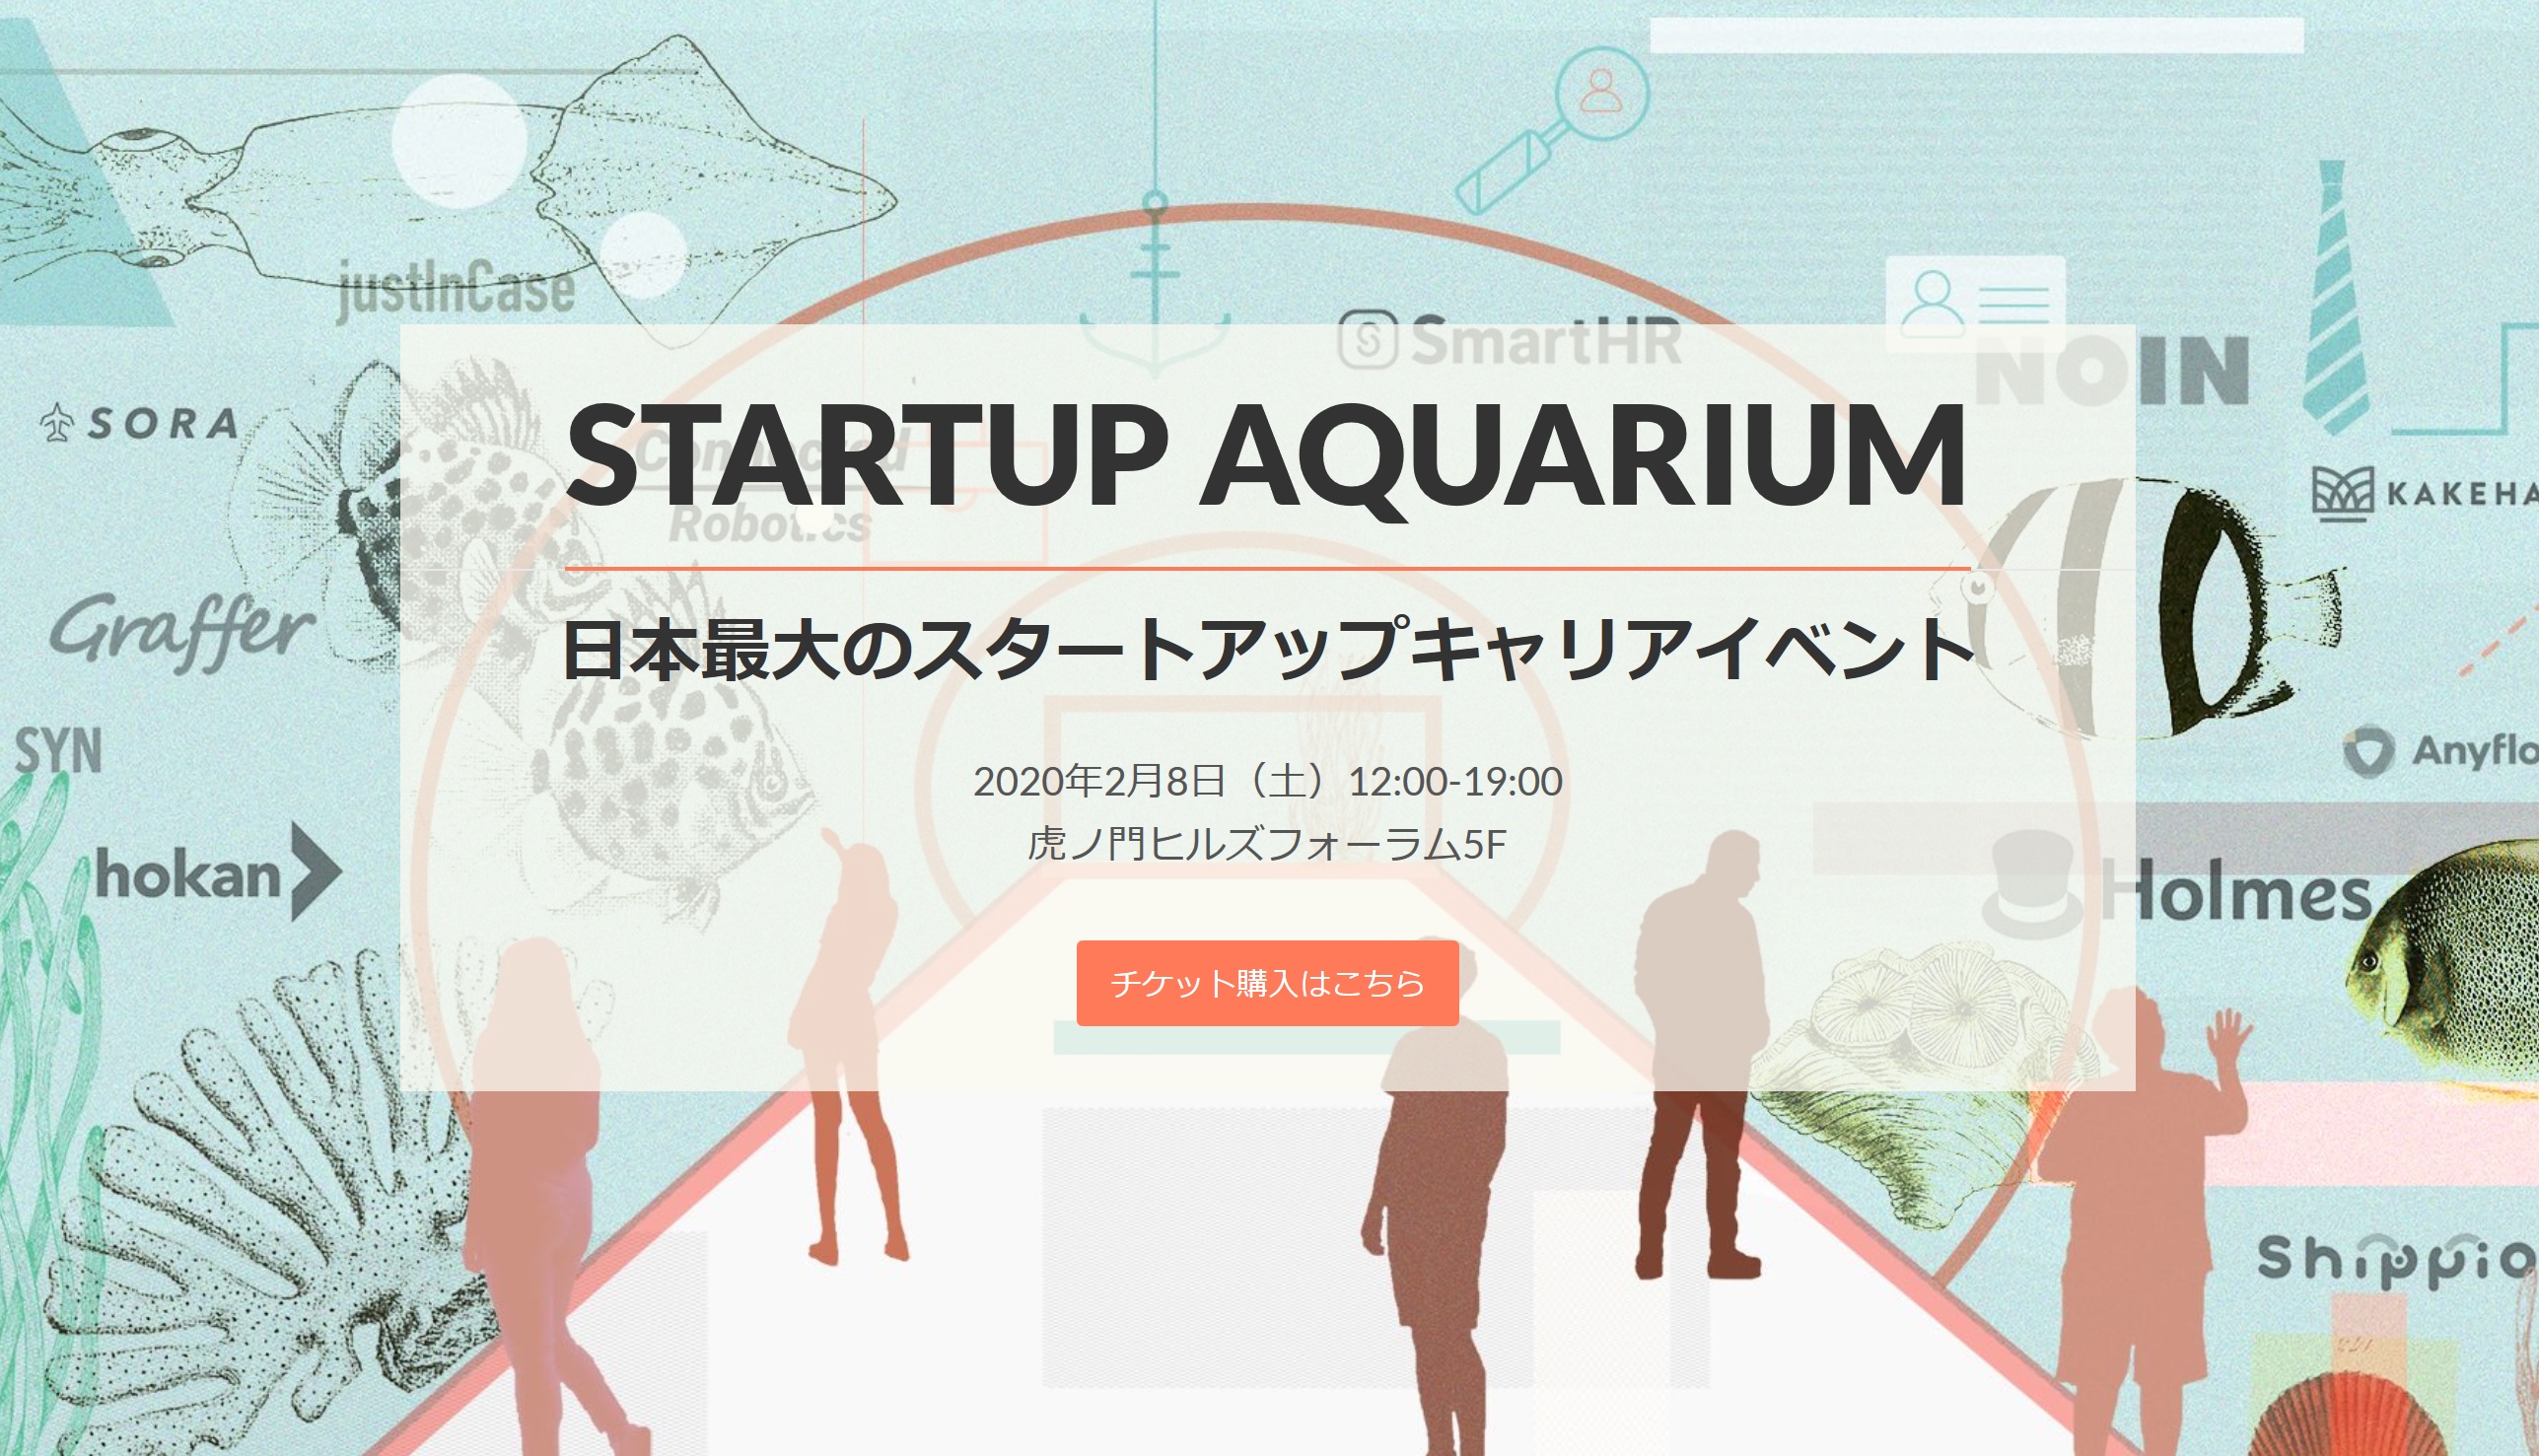 justInCase
SmartHR
NOIN
SORA
STARTUP AQUARIUM
Connected
Robotics
KAKEHA
Graffer
日本最大のスタートアップキャリアイベント
SYN
Anyflo
2020年2月8日（土）12:00-19:00
虎ノ門ヒルズフォーラム5F
hokan
Holmes
チケット購入はこちら
Shippio